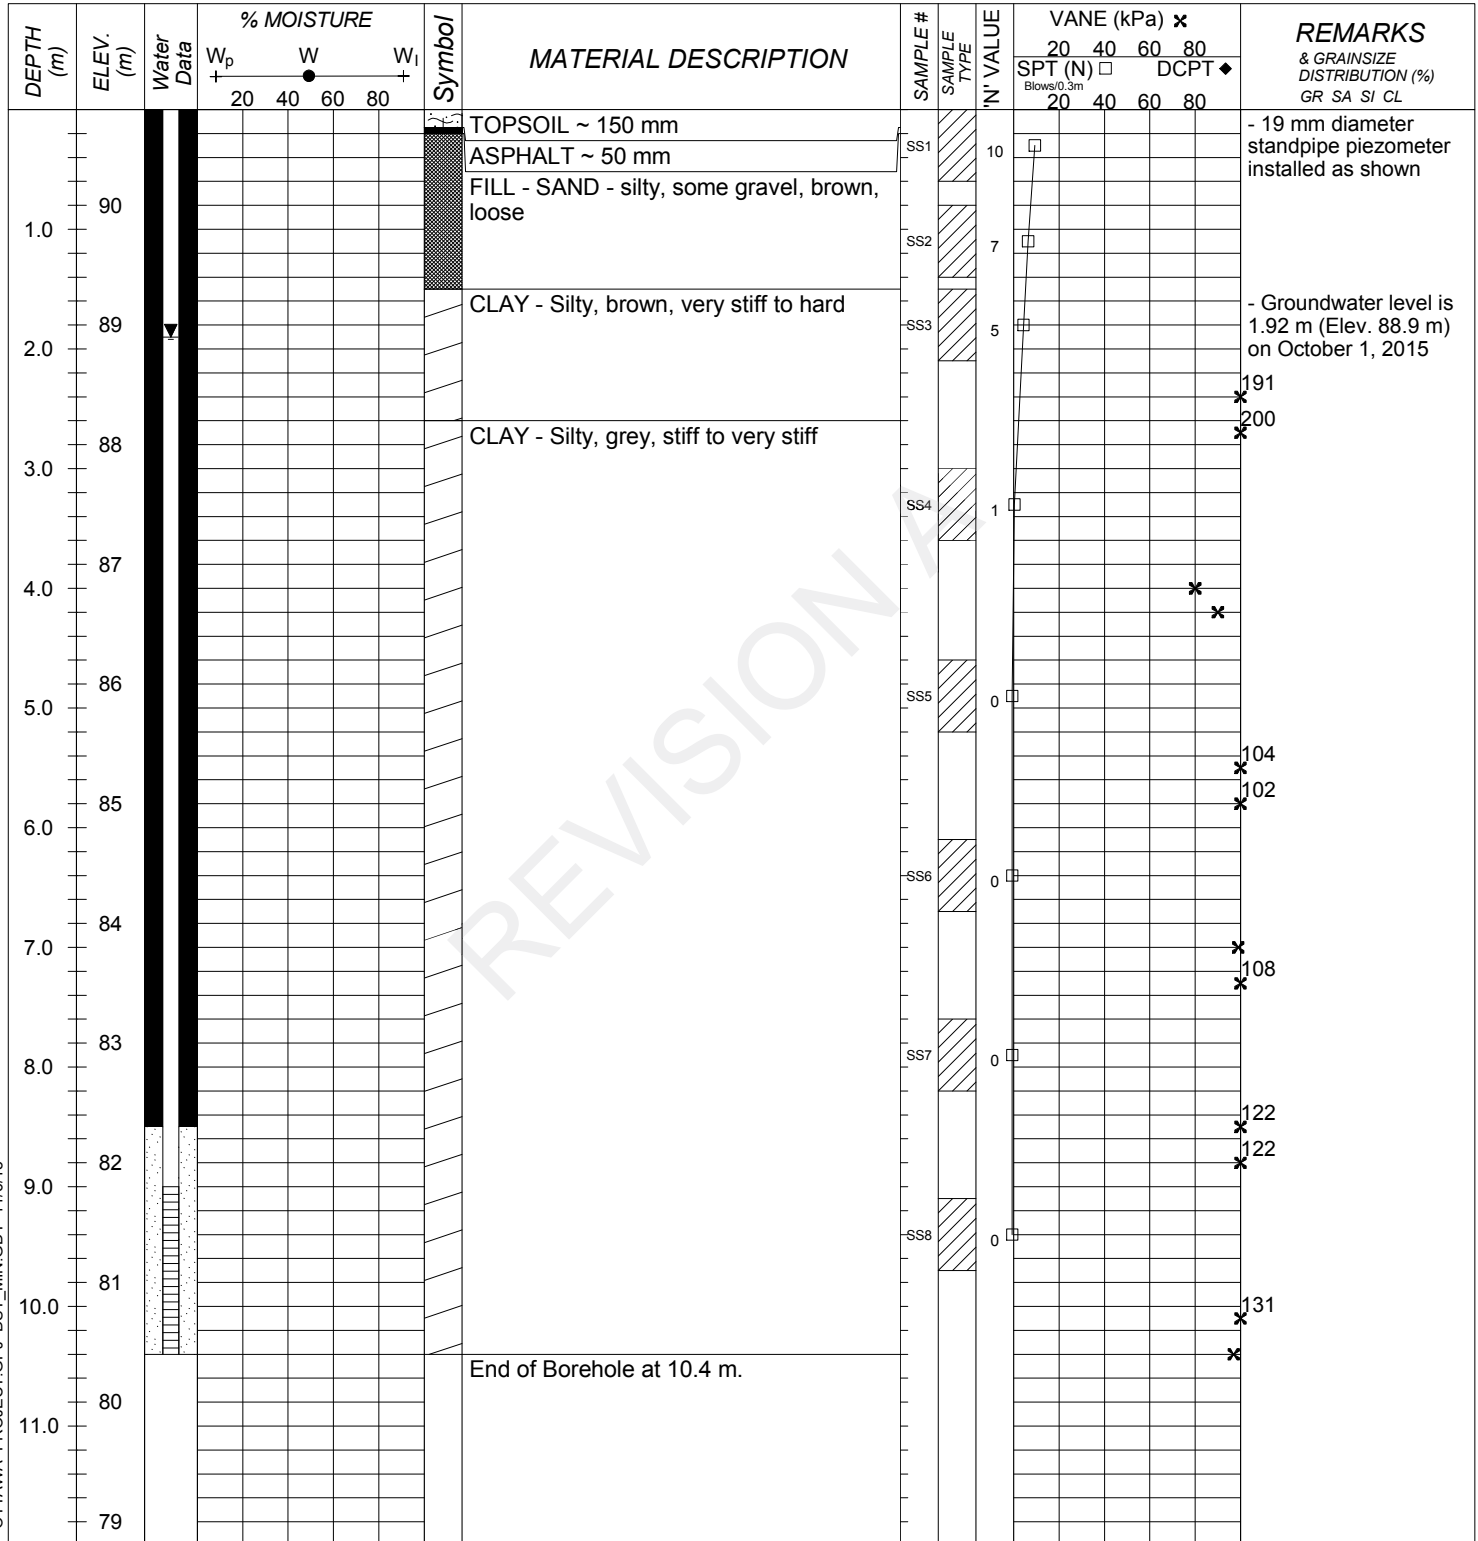 DEPTH (m)
ELEV. (m)
Water Data
% MOISTURE
Wp W Wl
20 40 60 80
Symbol
MATERIAL DESCRIPTION
SAMPLE #
SAMPLE TYPE
'N' VALUE
VANE (kPa)
20 40 60 80
SPT (N) DCPT
Blows/0.3m
20 40 60 80
REMARKS
& GRAINSIZE
DISTRIBUTION (%)
GR SA SI CL
TOPSOIL ~ 150 mm
ASPHALT ~ 50 mm
FILL - SAND - silty, some gravel, brown,
loose
SS1 10
- 19 mm diameter
standpipe piezometer
installed as shown
90
1.0
SS2 7
CLAY - Silty, brown, very stiff to hard
89
SS3 5
- Groundwater level is
1.92 m (Elev. 88.9 m)
on October 1, 2015
2.0
191
200
CLAY - Silty, grey, stiff to very stiff
88
3.0
SS4 1
87
4.0
86
SS5 0
5.0
104
102
85
6.0
SS6 0
84
7.0
108
83
SS7 0
8.0
122
122
82
9.0
SS8 0
81
10.0
131
End of Borehole at 10.4 m.
80
11.0
79
REVISION A